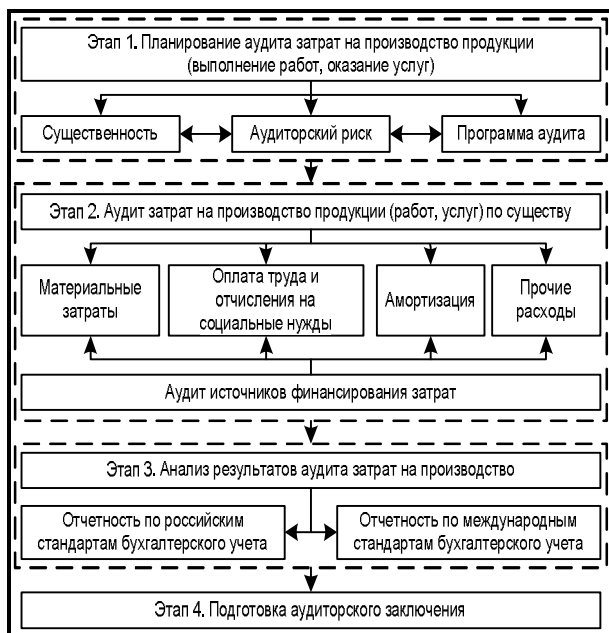 Этап 1. Планирование аудита затрат на производство продукции
(выполнение работ, оказание услуг)
Существенность
Аудиторский риск
Программа аудита
Этап 2. Аудит затрат на производство продукции (работ, услуг) по существу
Материальные
затраты
Оплата труда и
отчисления на
социальные нужды
Амортизация
Прочие
расходы
Аудит источников финансирования затрат
Этап 3. Анализ результатов аудита затрат на производство
Отчетность по российским
стандартам бухгалтерского учета
Отчетность по международным
стандартам бухгалтерского учета
Этап 4. Подготовка аудиторского заключения